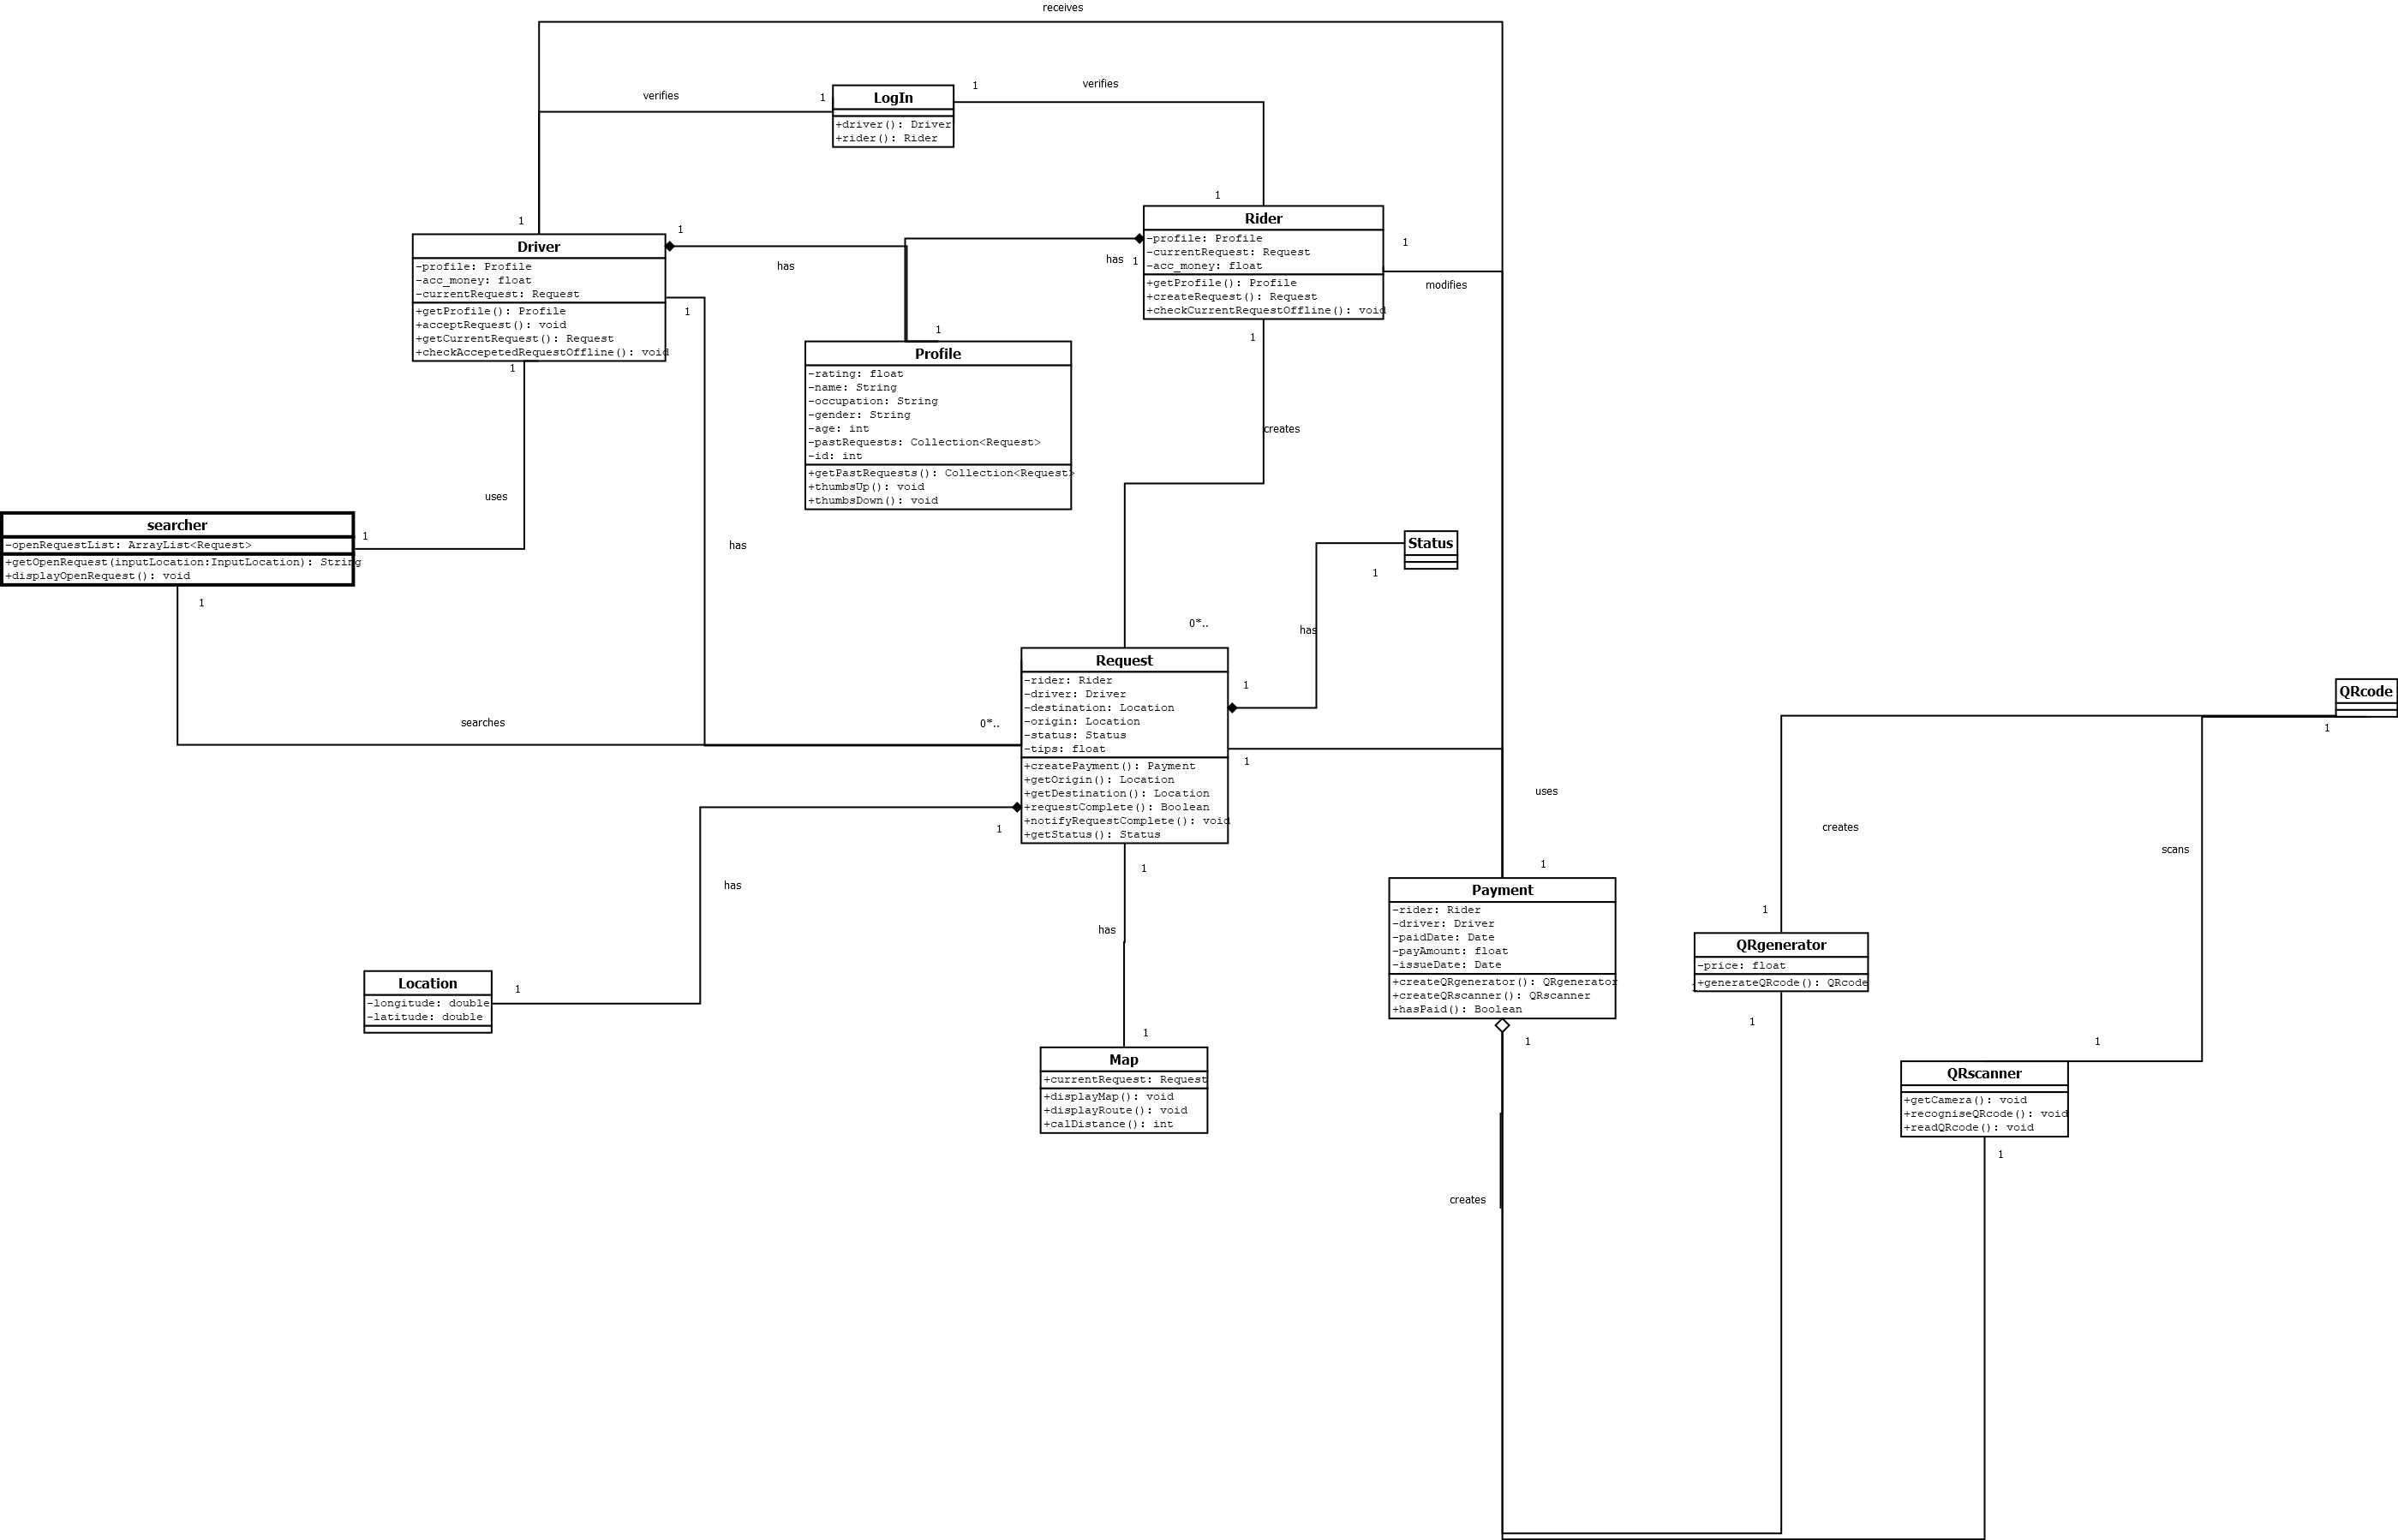 receives
verifies
1
LogIn
+driver(): Driver
+rider(): Rider
1
verifies
1
Driver
-profile: Profile
-acc_money: float
-currentRequest: Request
+getProfile(): Profile
+acceptRequest(): void
+getCurrentRequest(): Request
+checkAccepetedRequestOffline(): void
1
has
1
1
1
Rider
-profile: Profile
-currentRequest: Request
-acc_money: float
+getProfile(): Profile
+createRequest(): Request
+checkCurrentRequestOffline(): void
has
1
1
modifies
1
1
Profile
-rating: float
-name: String
-occupation: String
-gender: String
-age: int
-pastRequests: Collection<Request>
-id: int
+getPastRequests(): Collection<Request>
+thumbsUp(): void
+thumbsDown(): void
creates
uses
1
searcher
-openRequestList: ArrayList<Request>
+getOpenRequest(inputLocation:InputLocation): String
+displayOpenRequest(): void
1
has
Status
1
has
0*..
searches
0*..
Request
-rider: Rider
-driver: Driver
-destination: Location
-origin: Location
-status: Status
-tips: float
+createPayment(): Payment
+getOrigin(): Location
+getDestination(): Location
+requestComplete(): Boolean
+notifyRequestComplete(): void
+getStatus(): Status
1
1
1
1
uses
1
QRcode
1
creates
scans
has
has
Location
-longitude: double
-latitude: double
1
1
Map
+currentRequest: Request
+displayMap(): void
+displayRoute(): void
+calDistance(): int
Payment
-rider: Rider
-driver: Driver
-paidDate: Date
-payAmount: float
-issueDate: Date
+createQRgenerator(): QRgenerator
+createQRscanner(): QRscanner
+hasPaid(): Boolean
1
creates
1
QRgenerator
-price: float
+generateQRcode(): QRcode
1
1
QRscanner
+getCamera(): void
+recogniseQRcode(): void
+readQRcode(): void
1